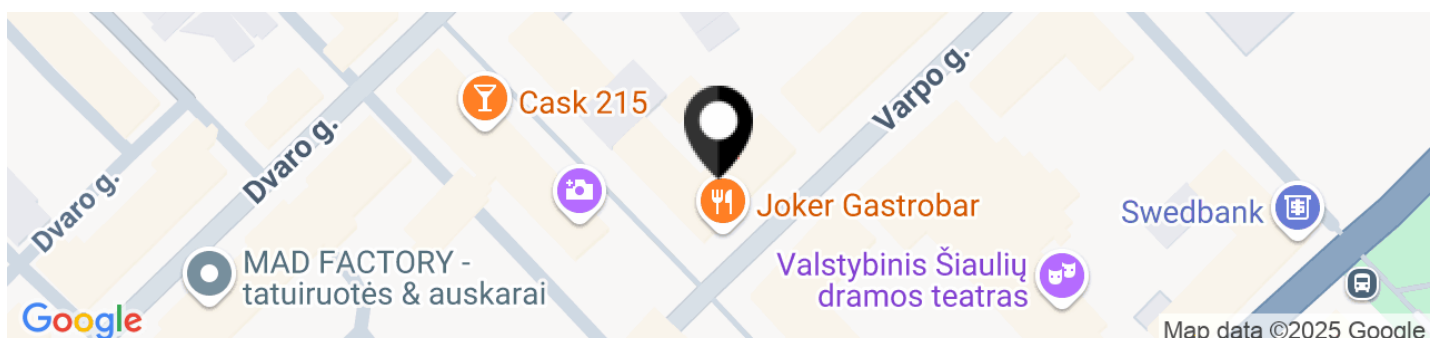 Varpo g.
Cask 215
Dvaro g.
Dvaro g.
Joker Gastrobar
Swedbank
MAD FACTORY -
tatuiruotės & auskarai
Valstybinis Šiaulių
dramos teatras
Google
Map data ©2025 Google